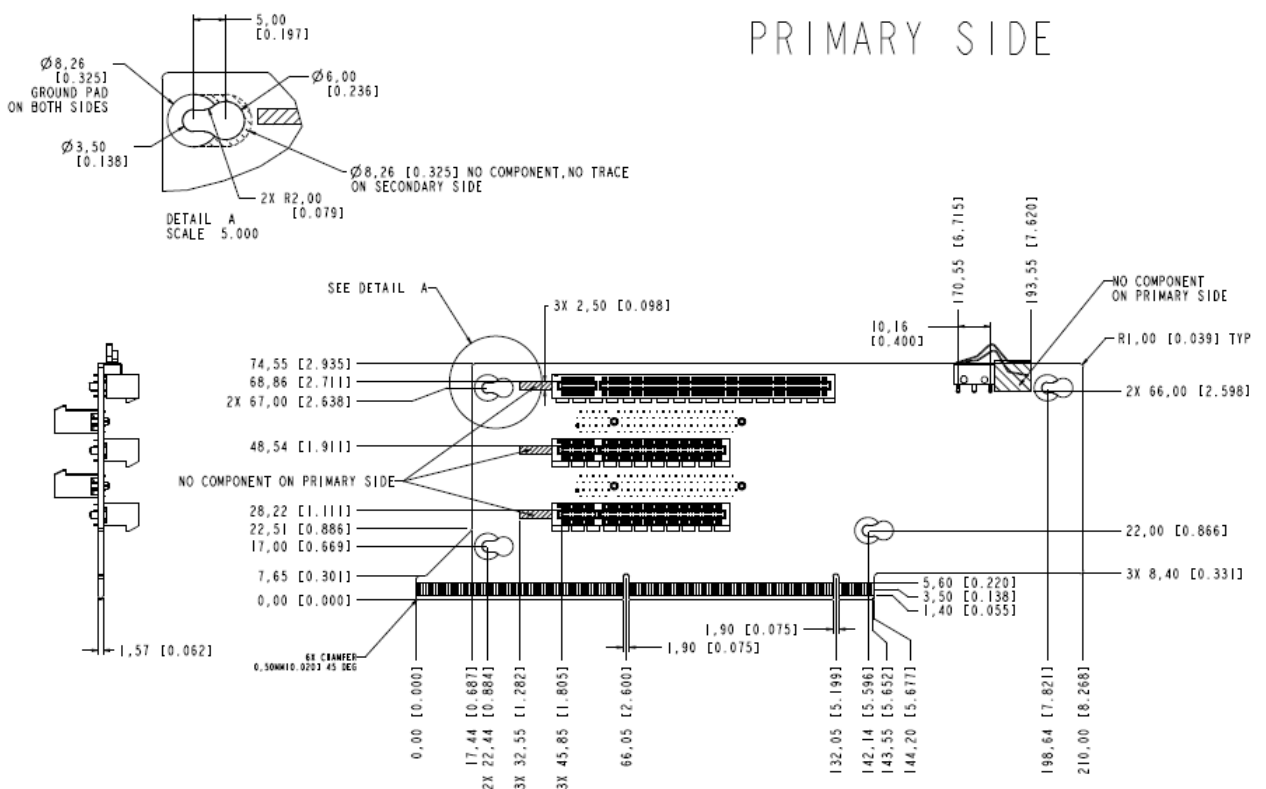 PRIMARY SIDE
5,00
[0.197]
Ø8,26
[0.325]
GROUND PAD
ON BOTH SIDES
Ø6,00
[0.236]
Ø3,50
[0.138]
Ø8,26 [0.325] NO COMPONENT,NO TRACE
ON SECONDARY SIDE
2X R2,00
[0.079]
DETAIL A
SCALE 5.000
SEE DETAIL A
3X 2,50 [0.098]
170,55 [6.715]
193,55 [7.620]
NO COMPONENT
ON PRIMARY SIDE
10,16
[0.400]
R1,00 [0.039] TYP
74,55 [2.935]
68,86 [2.711]
2X 67,00 [2.638]
2X 66,00 [2.598]
48,54 [1.911]
NO COMPONENT ON PRIMARY SIDE
28,22 [1.111]
22,51 [0.886]
17,00 [0.669]
22,00 [0.866]
7,65 [0.301]
0,00 [0.000]
3X 8,40 [0.331]
5,60 [0.220]
3,50 [0.138]
1,40 [0.055]
1,90 [0.075]
1,90 [0.075]
1,57 [0.062]
6X CHAMFER
0,50MM[0.020] 45 DEG
0,00 [0.000]
17,44 [0.687]
2X 22,44 [0.884]
3X 32,55 [1.282]
3X 45,85 [1.805]
66,05 [2.600]
132,05 [5.199]
142,14 [5.596]
143,55 [5.652]
144,20 [5.677]
198,64 [7.821]
210,00 [8.268]